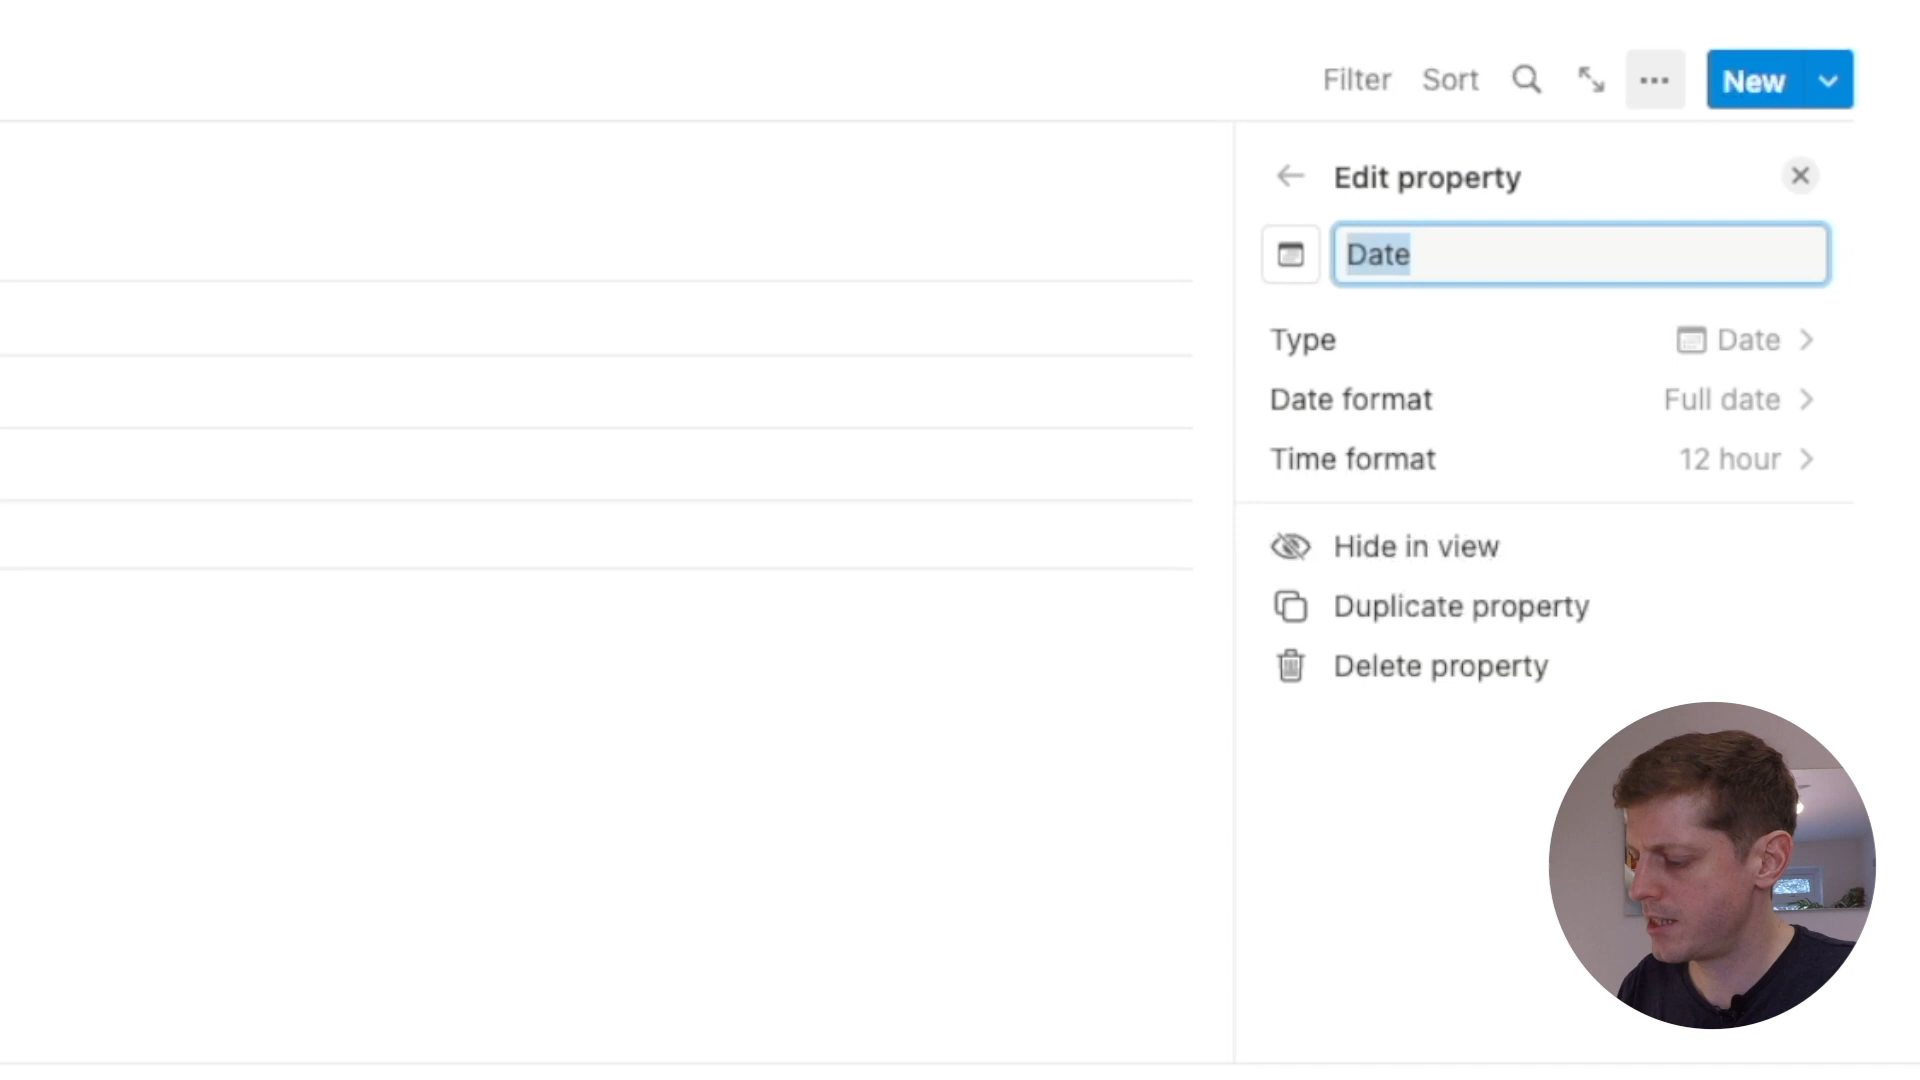 Filter Sort New
Edit property
Date
Type Date
Date format Full date
Time format 12 hour
Hide in view
Duplicate property
Delete property